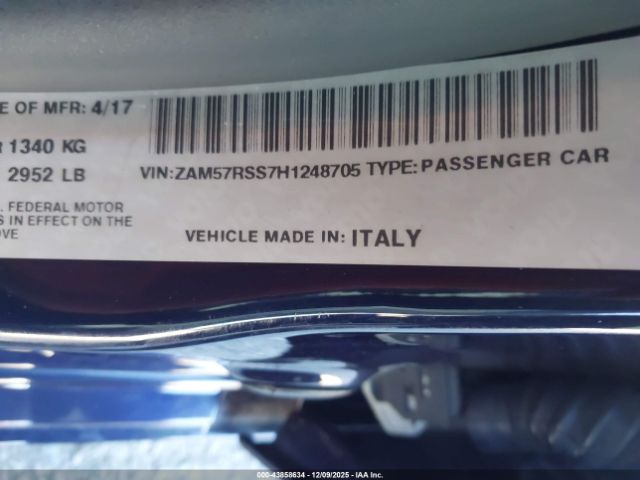 E OF MFR: 4/17
1340 KG
2952 LB
VIN:ZAM57RSS7H1248705 TYPE:PASSENGER CAR
. FEDERAL MOTOR
S IN EFFECT ON THE
OVE
VEHICLE MADE IN: ITALY
000-43858634 - 12/09/2025 - IAA Inc.